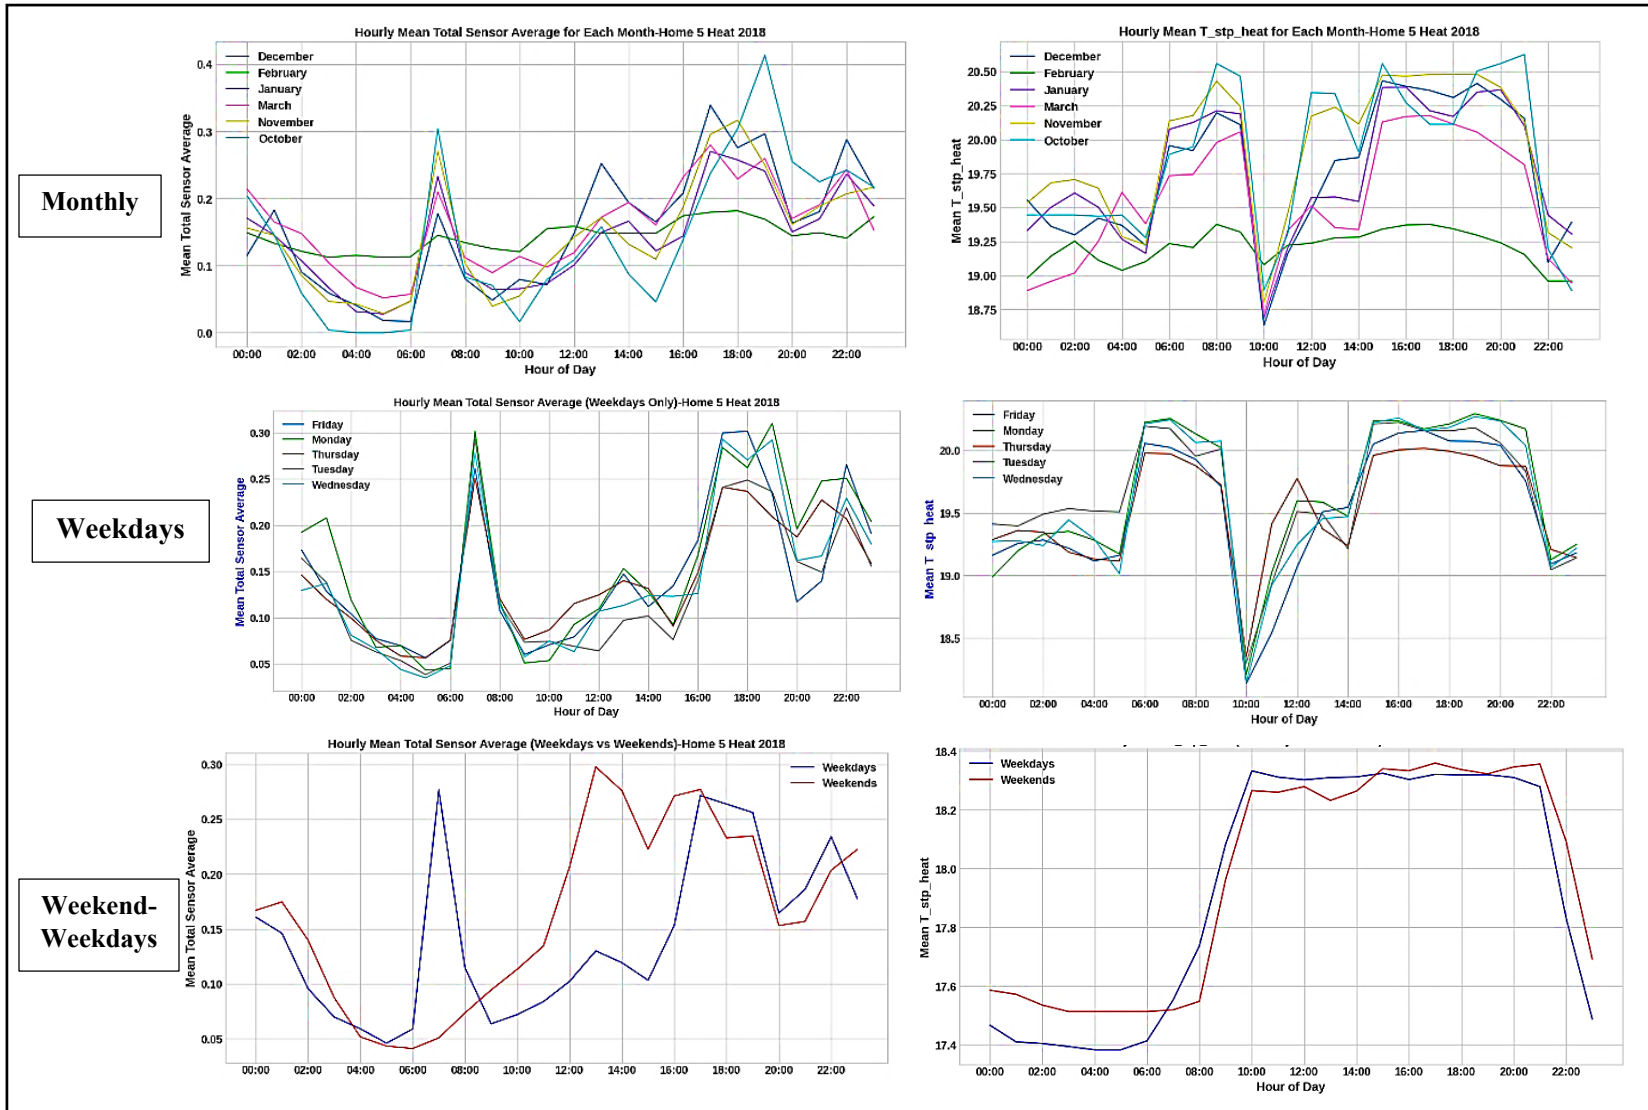 Hourly Mean Total Sensor Average for Each Month-Home 5 Heat 2018
Mean Total Sensor Average
0.4
0.3
0.2
0.1
0.0
December
February
January
March
November
October
00:00 02:00 04:00 06:00 08:00 10:00 12:00 14:00 16:00 18:00 20:00 22:00
Hour of Day
Hourly Mean T_stp_heat for Each Month-Home 5 Heat 2018
Mean T_stp_heat
20.50
20.25
20.00
19.75
19.50
19.25
19.00
18.75
December
February
January
March
November
October
00:00 02:00 04:00 06:00 08:00 10:00 12:00 14:00 16:00 18:00 20:00 22:00
Hour of Day
Monthly
Hourly Mean Total Sensor Average (Weekdays Only)-Home 5 Heat 2018
Mean Total Sensor Average
0.30
0.25
0.20
0.15
0.10
0.05
Friday
Monday
Thursday
Tuesday
Wednesday
00:00 02:00 04:00 06:00 08:00 10:00 12:00 14:00 16:00 18:00 20:00 22:00
Hour of Day
Mean T_stp_heat
20.0
19.5
19.0
18.5
Friday
Monday
Thursday
Tuesday
Wednesday
00:00 02:00 04:00 06:00 08:00 10:00 12:00 14:00 16:00 18:00 20:00 22:00
Hour of Day
Weekdays
Hourly Mean Total Sensor Average (Weekdays vs Weekends)-Home 5 Heat 2018
Mean Total Sensor Average
0.30
0.25
0.20
0.15
0.10
0.05
Weekdays
Weekends
00:00 02:00 04:00 06:00 08:00 10:00 12:00 14:00 16:00 18:00 20:00 22:00
Mean T_stp_heat
18.4
18.2
18.0
17.8
17.6
17.4
Weekdays
Weekends
00:00 02:00 04:00 06:00 08:00 10:00 12:00 14:00 16:00 18:00 20:00 22:00
Hour of Day
Weekend-
Weekdays